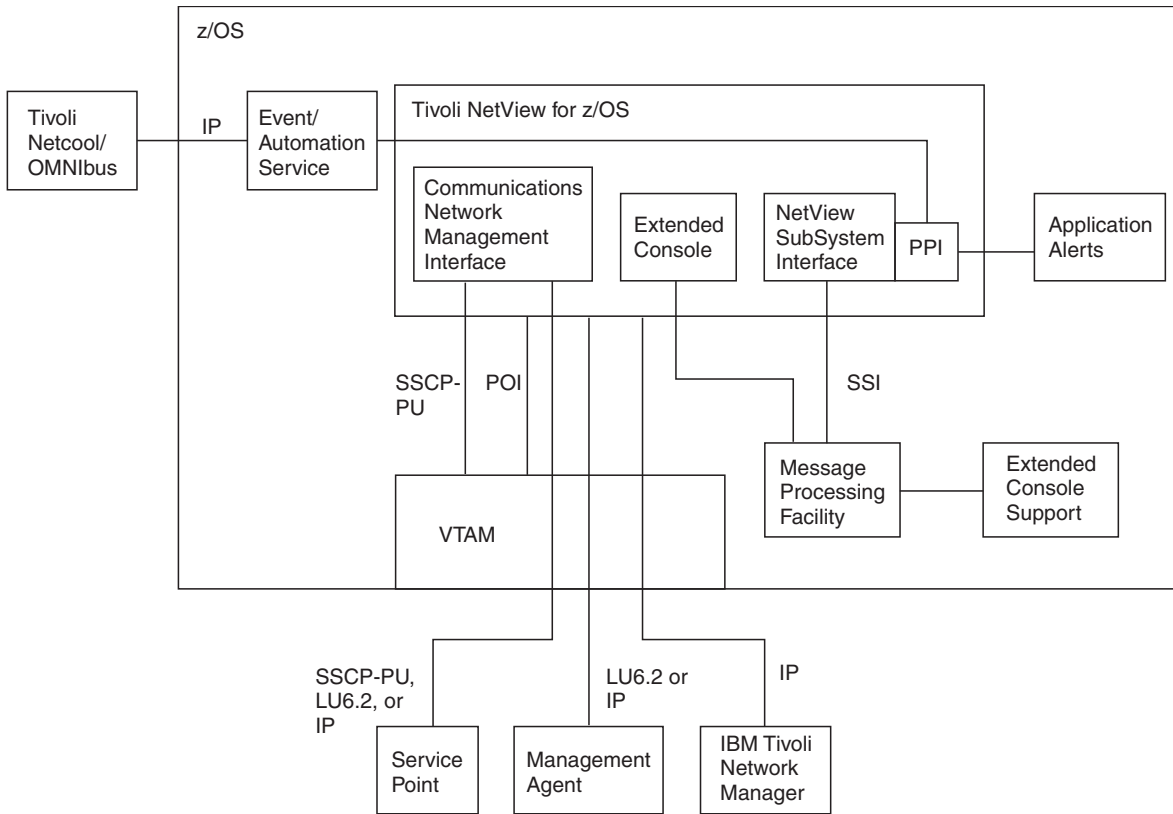 z/OS
Tivoli
Netcool/
OMNIbus
IP
Event/
Automation
Service
Tivoli NetView for z/OS
Communications
Network
Management
Interface
Extended
Console
NetView
SubSystem
Interface
PPI
Application
Alerts
SSCP-
PU
POI
SSI
VTAM
Message
Processing
Facility
Extended
Console
Support
SSCP-PU,
LU6.2, or
IP
LU6.2 or
IP
IP
Service
Point
Management
Agent
IBM Tivoli
Network
Manager